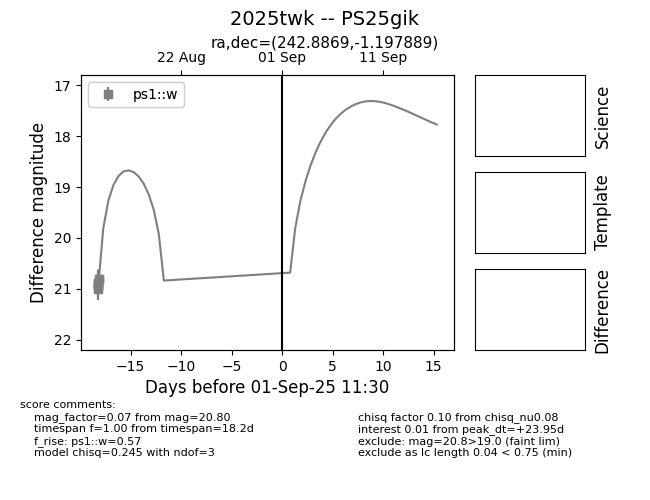 2025twk -- PS25gik
ra,dec=(242.8869,-1.197889)
22 Aug 01 Sep 11 Sep
ps1::w
17
18
19
20
21
22
Difference magnitude
−15 −10 −5 0 5 10 15
Days before 01-Sep-25 11:30
Science
Template
Difference
score comments:
mag_factor=0.07 from mag=20.80
timespan f=1.00 from timespan=18.2d
f_rise: ps1::w=0.57
model chisq=0.245 with ndof=3
chisq factor 0.10 from chisq_nu0.08
interest 0.01 from peak_dt=+23.95d
exclude: mag=20.8>19.0 (faint lim)
exclude as lc length 0.04 < 0.75 (min)